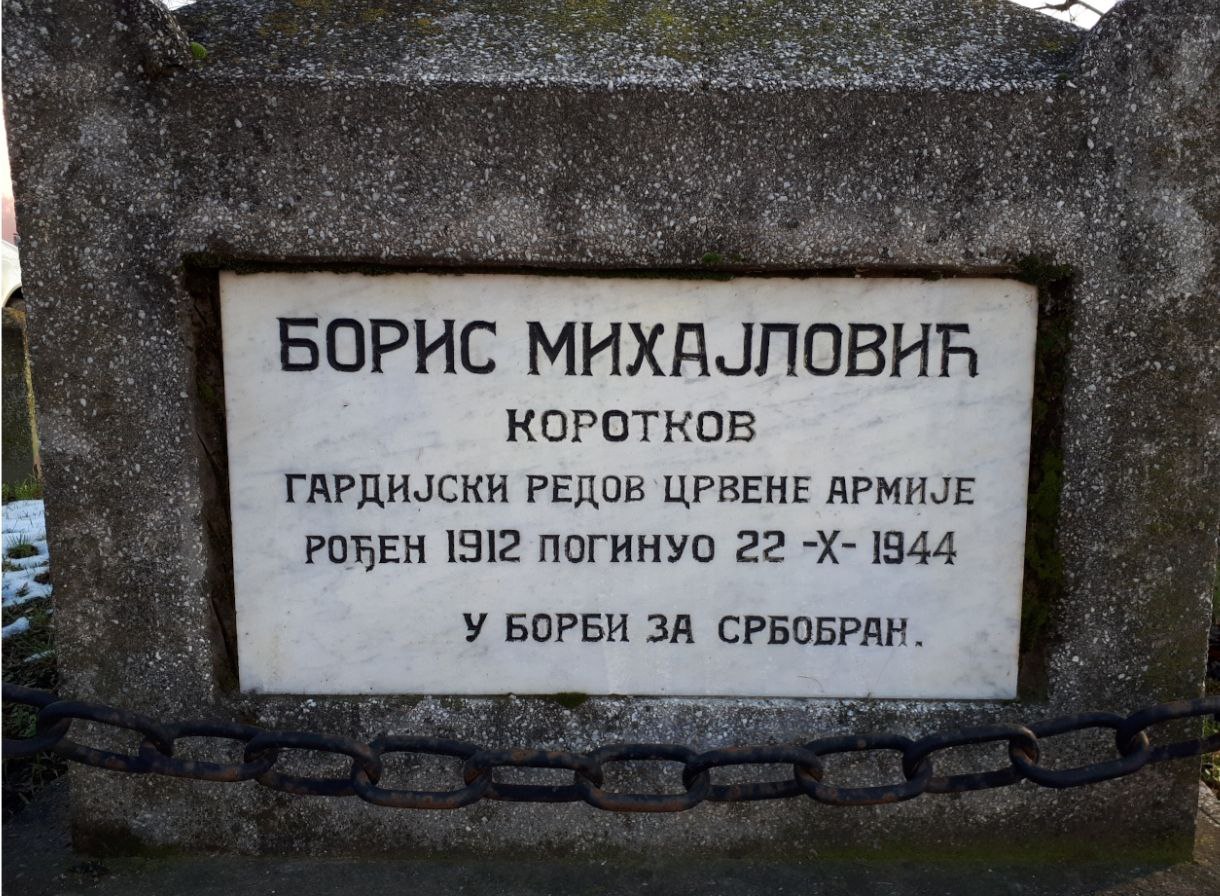 БОРИС МИХАЈЛОВИЋ
КОРОТКОВ
ГАРДИЈСКИ РЕДОВ ЦРВЕНЕ АРМИЈЕ
РОЂЕН 1912 ПОГИНУО 22 -X- 1944
У БОРБИ ЗА СРБОБРАН.